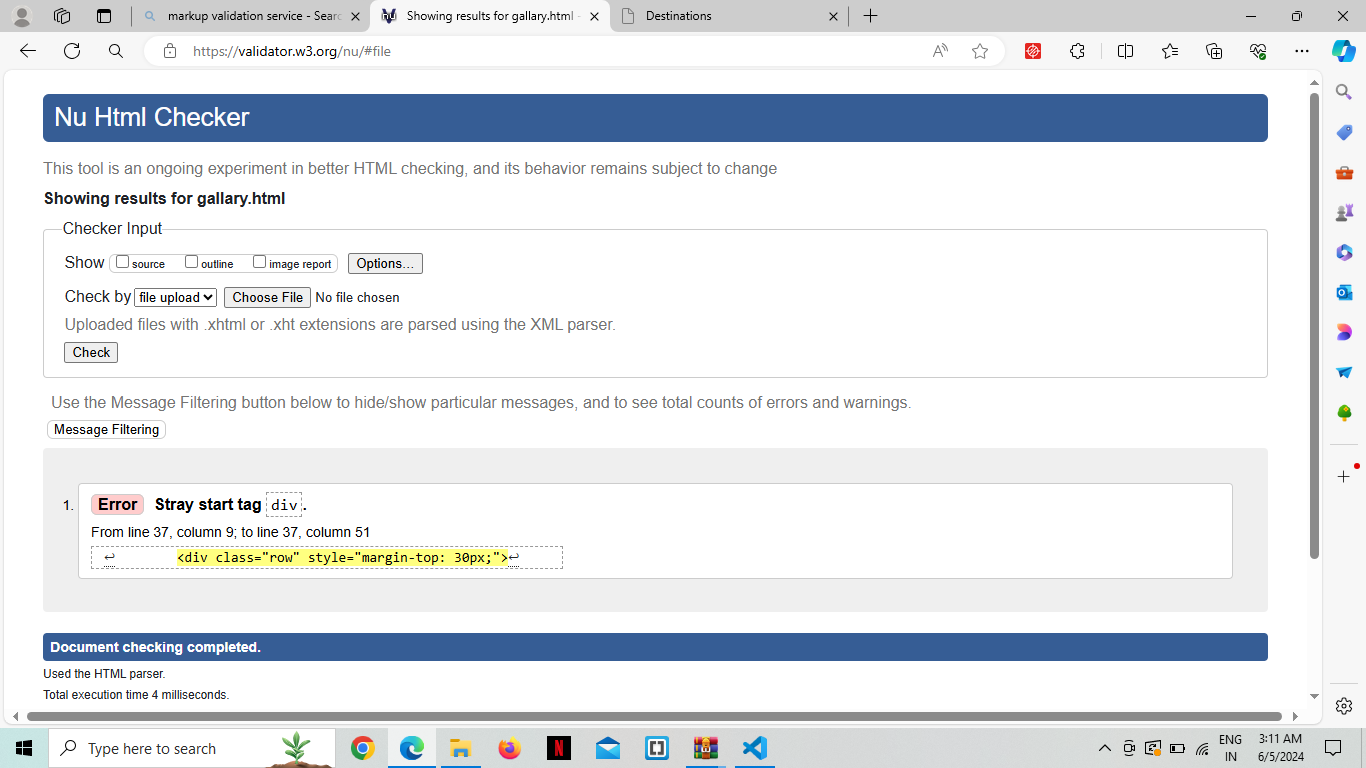 markup validation service - Searc
Showing results for gallary.html -
Destinations
https://validator.w3.org/nu/#file
Nu Html Checker
This tool is an ongoing experiment in better HTML checking, and its behavior remains subject to change
Showing results for gallary.html
Checker Input
Show source outline image report Options...
Check by file upload Choose File No file chosen
Uploaded files with .xhtml or .xht extensions are parsed using the XML parser.
Check
Use the Message Filtering button below to hide/show particular messages, and to see total counts of errors and warnings.
Message Filtering
1. Error Stray start tag div.
From line 37, column 9; to line 37, column 51
↩ <div class="row" style="margin-top: 30px;">↩
Document checking completed.
Used the HTML parser.
Total execution time 4 milliseconds.
Type here to search
ENG
IN
3:11 AM
6/5/2024